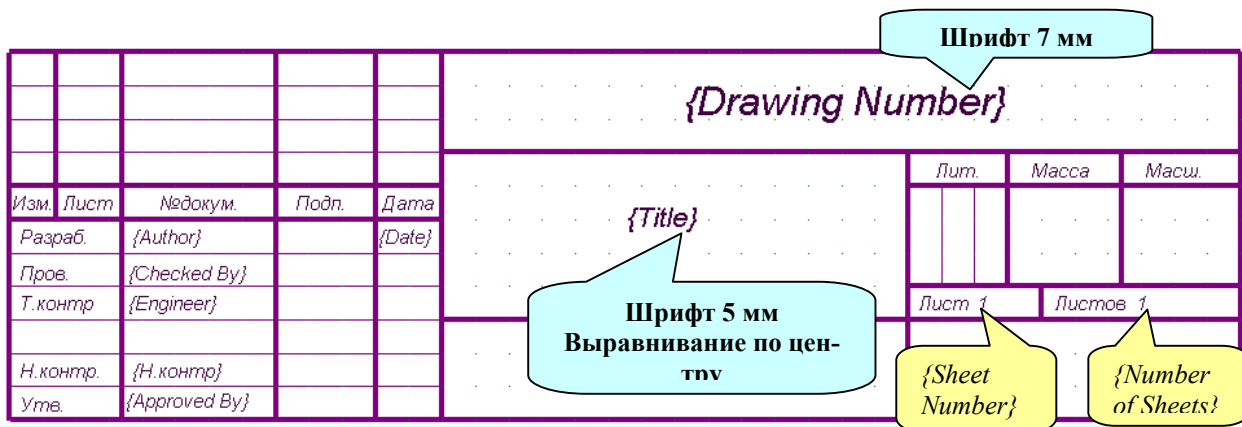 Шрифт 7 мм
{Drawing Number}
Лит. Масса Масш.
Изм. Лист №докум. Подп. Дата
{Title}
Разраб. {Author} {Date}
Пров. {Checked By}
Т.контр {Engineer}
Лист 1 Листов 1
Шрифт 5 мм
Выравнивание по цен-
тру
Н.контр. {Н.контр}
Утв. {Approved By}
{Sheet
Number}
{Number
of Sheets}